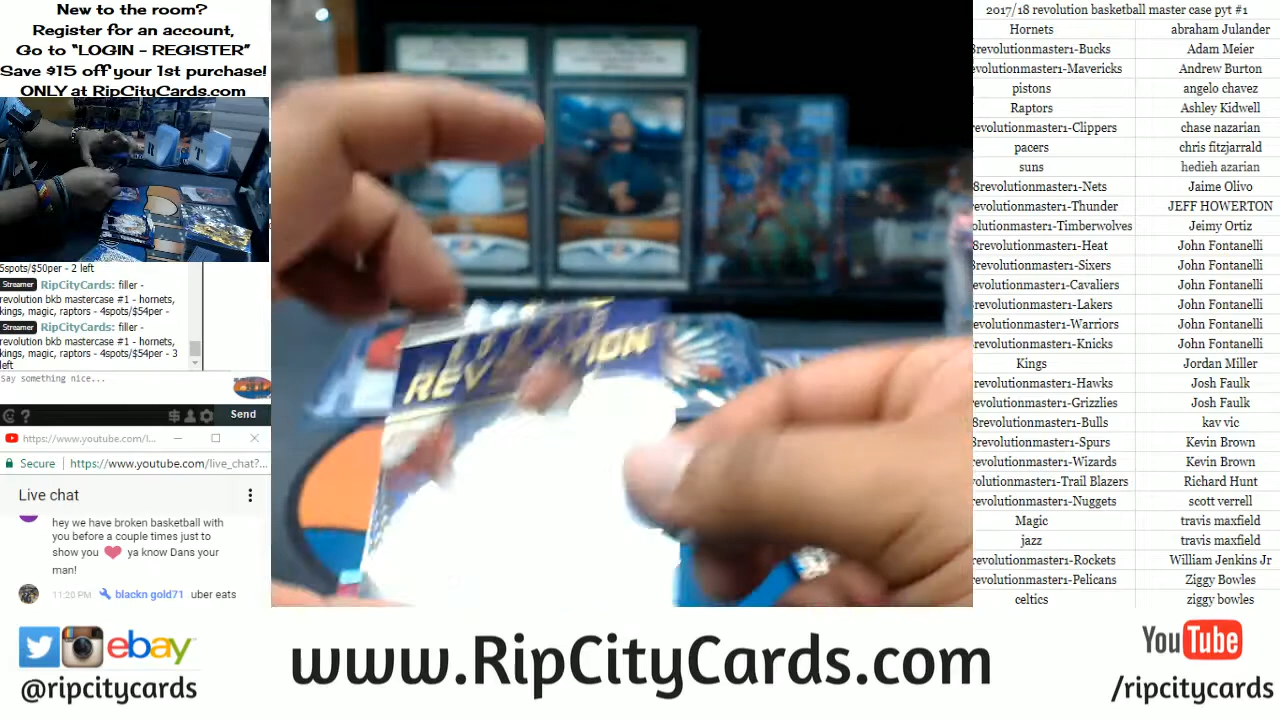 New to the room?
Register for an account,
Go to "LOGIN - REGISTER"
Save $15 off your 1st purchase!
ONLY at RipCityCards.com
5spots/$50per - 2 left
Streamer RipCityCards: filler -
revolution bkb mastercase #1 - hornets,
kings, magic, raptors - 4spots/$54per -
Streamer RipCityCards: filler -
revolution bkb mastercase #1 - hornets,
kings, magic, raptors - 4spots/$54per - 3
left
Say something nice...
Send
https://www.youtube.com/l...
Secure https://www.youtube.com/live_chat?...
Live chat
hey we have broken basketball with
you before a couple times just to
show you ya know Dans your
man!
11:20 PM blackn gold71 uber eats
REVOLUTION
2017/18 revolution basketball master case pyt #1
Hornets abraham Julander
8revolutionmaster1-Bucks Adam Meier
evolutionmaster1-Mavericks Andrew Burton
pistons angelo chavez
Raptors Ashley Kidwell
evolutionmaster1-Clippers chase nazarian
pacers chris fitzjarrald
suns hedieh azarian
8revolutionmaster1-Nets Jaime Olivo
revolutionmaster1-Thunder JEFF HOWERTON
olutionmaster1-Timberwolves Jeimy Ortiz
8revolutionmaster1-Heat John Fontanelli
revolutionmaster1-Sixers John Fontanelli
evolutionmaster1-Cavaliers John Fontanelli
revolutionmaster1-Lakers John Fontanelli
evolutionmaster1-Warriors John Fontanelli
revolutionmaster1-Knicks John Fontanelli
Kings Jordan Miller
revolutionmaster1-Hawks Josh Faulk
evolutionmaster1-Grizzlies Josh Faulk
8revolutionmaster1-Bulls kav vic
8revolutionmaster1-Spurs Kevin Brown
evolutionmaster1-Wizards Kevin Brown
volutionmaster1-Trail Blazers Richard Hunt
revolutionmaster1-Nuggets scott verrell
Magic travis maxfield
jazz travis maxfield
revolutionmaster1-Rockets William Jenkins Jr
evolutionmaster1-Pelicans Ziggy Bowles
celtics ziggy bowles
ebay
@ripcitycards
www.RipCityCards.com
YouTube
/ripcitycards